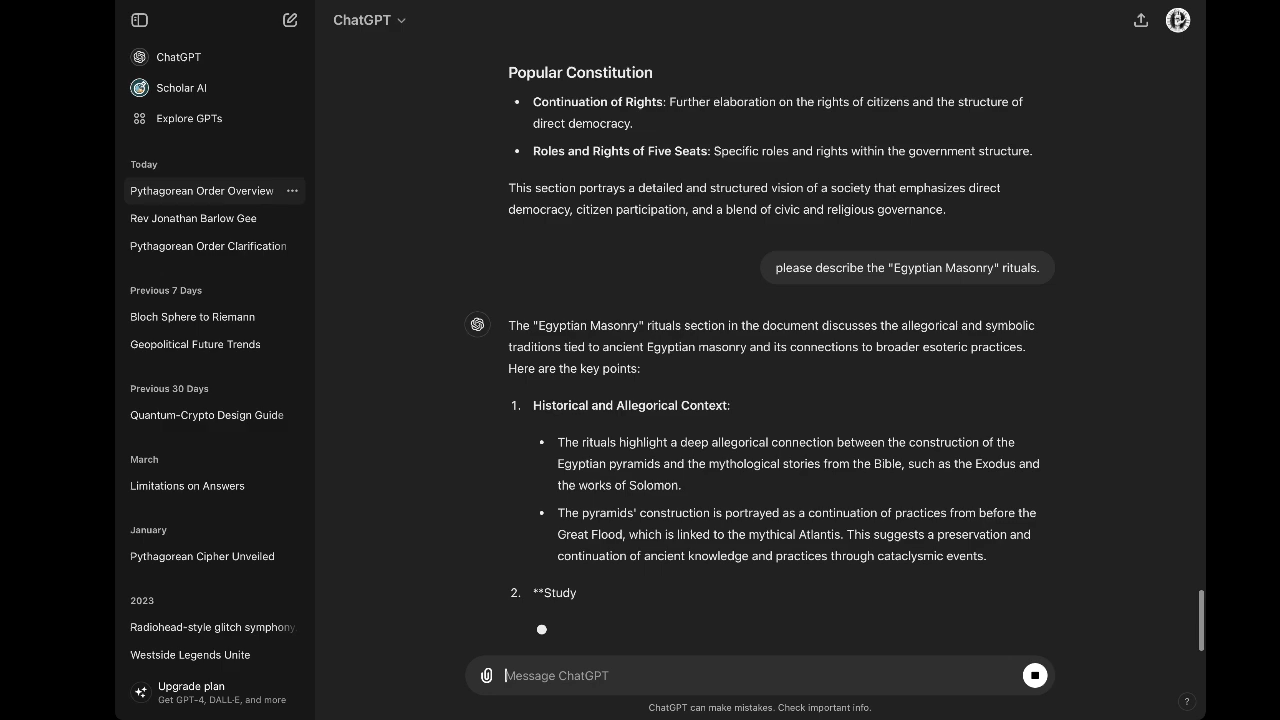 ChatGPT
Scholar AI
Explore GPTs
Today
Pythagorean Order Overview
Rev Jonathan Barlow Gee
Pythagorean Order Clarification
Previous 7 Days
Bloch Sphere to Riemann
Geopolitical Future Trends
Previous 30 Days
Quantum-Crypto Design Guide
March
Limitations on Answers
January
Pythagorean Cipher Unveiled
2023
Radiohead-style glitch symphony
Westside Legends Unite
Upgrade plan
Get GPT-4, DALL·E, and more
ChatGPT
Popular Constitution
• Continuation of Rights: Further elaboration on the rights of citizens and the structure of
direct democracy.
• Roles and Rights of Five Seats: Specific roles and rights within the government structure.
This section portrays a detailed and structured vision of a society that emphasizes direct
democracy, citizen participation, and a blend of civic and religious governance.
please describe the "Egyptian Masonry" rituals.
The "Egyptian Masonry" rituals section in the document discusses the allegorical and symbolic
traditions tied to ancient Egyptian masonry and its connections to broader esoteric practices.
Here are the key points:
1. Historical and Allegorical Context:
• The rituals highlight a deep allegorical connection between the construction of the
Egyptian pyramids and the mythological stories from the Bible, such as the Exodus and
the works of Solomon.
• The pyramids' construction is portrayed as a continuation of practices from before the
Great Flood, which is linked to the mythical Atlantis. This suggests a preservation and
continuation of ancient knowledge and practices through cataclysmic events.
2. **Study
Message ChatGPT
ChatGPT can make mistakes. Check important info.
?